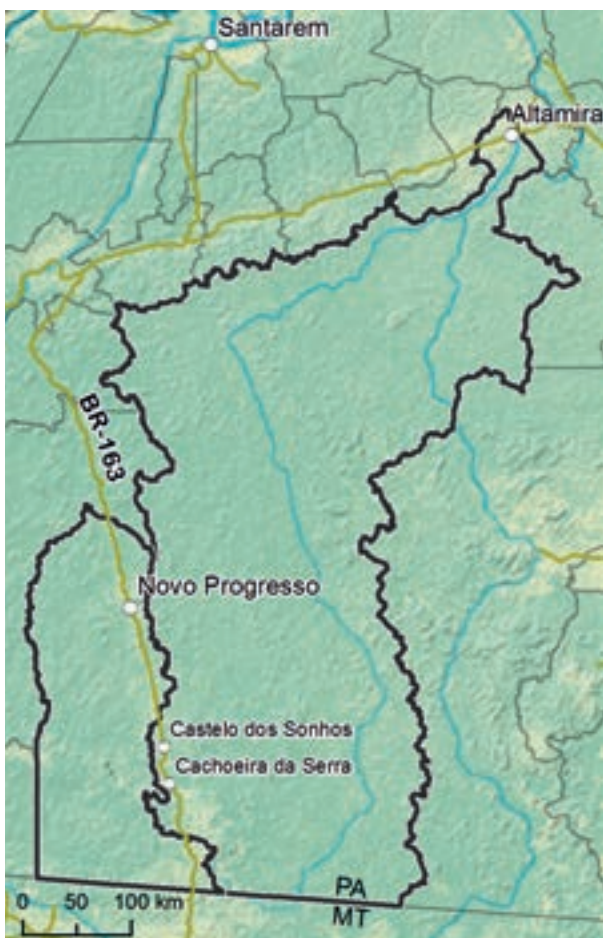 Santarem
Altamira
BR-163
Novo Progresso
Castelo dos Sonhos
Cachoeira da Serra
PA
MT
0 50 100 km